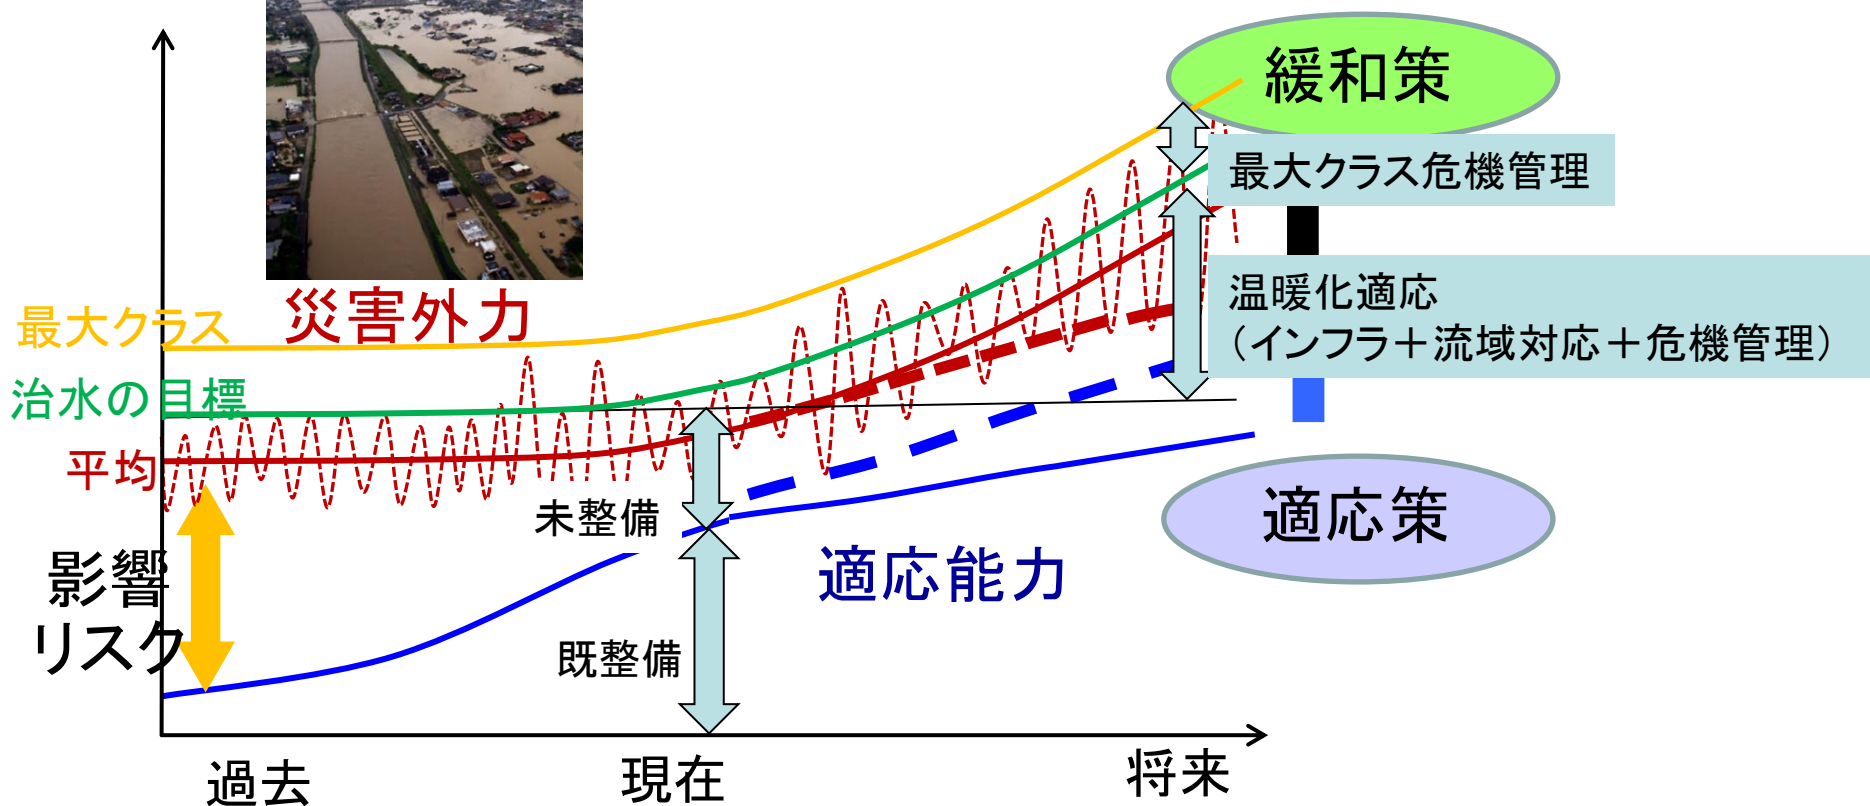 緩和策
最大クラス危機管理
温暖化適応
（インフラ＋流域対応＋危機管理）
災害外力
最大クラス
治水の目標
平均
未整備
適応策
影響
リスク
適応能力
既整備
過去
現在
将来